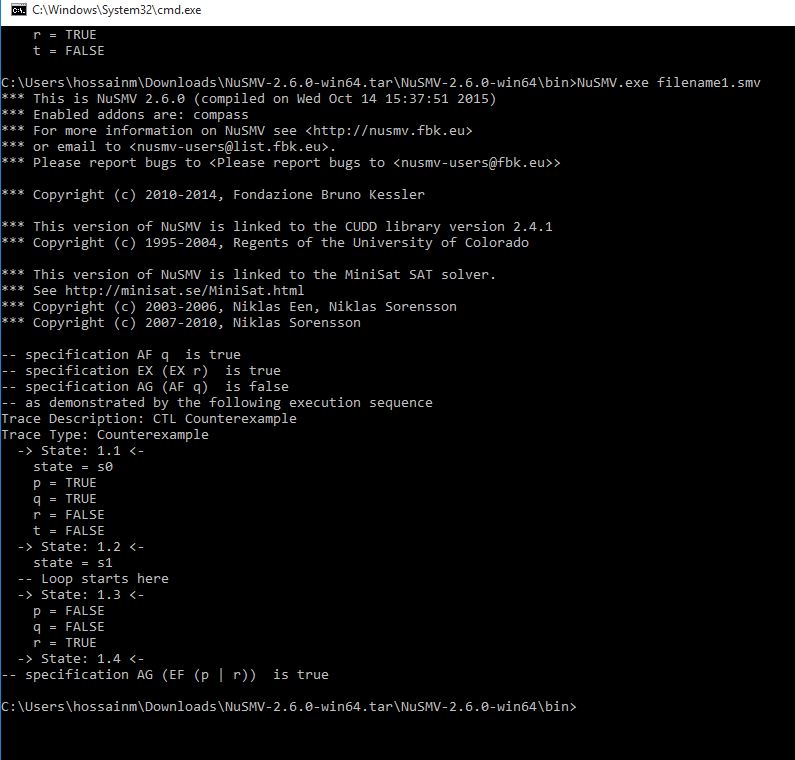 C:\Windows\System32\cmd.exe
r = TRUE
t = FALSE
C:\Users\hossainm\Downloads\NuSMV-2.6.0-win64.tar\NuSMV-2.6.0-win64\bin>NuSMV.exe filename1.smv
*** This is NuSMV 2.6.0 (compiled on Wed Oct 14 15:37:51 2015)
*** Enabled addons are: compass
*** For more information on NuSMV see <http://nusmv.fbk.eu>
*** or email to <nusmv-users@list.fbk.eu>.
*** Please report bugs to <Please report bugs to <nusmv-users@fbk.eu>>
*** Copyright (c) 2010-2014, Fondazione Bruno Kessler
*** This version of NuSMV is linked to the CUDD library version 2.4.1
*** Copyright (c) 1995-2004, Regents of the University of Colorado
*** This version of NuSMV is linked to the MiniSat SAT solver.
*** See http://minisat.se/MiniSat.html
*** Copyright (c) 2003-2006, Niklas Een, Niklas Sorensson
*** Copyright (c) 2007-2010, Niklas Sorensson
-- specification AF q  is true
-- specification EX (EX r)  is true
-- specification AG (AF q)  is false
-- as demonstrated by the following execution sequence
Trace Description: CTL Counterexample
Trace Type: Counterexample
-> State: 1.1 <-
state = s0
p = TRUE
q = TRUE
r = FALSE
t = FALSE
-> State: 1.2 <-
state = s1
-- Loop starts here
-> State: 1.3 <-
p = FALSE
q = FALSE
r = TRUE
-> State: 1.4 <-
-- specification AG (EF (p | r))  is true
C:\Users\hossainm\Downloads\NuSMV-2.6.0-win64.tar\NuSMV-2.6.0-win64\bin>